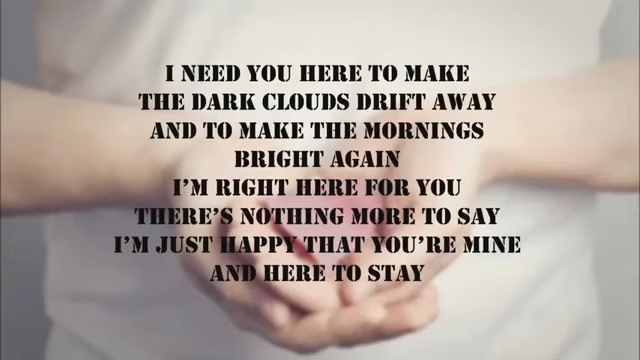 I NEED YOU HERE TO MAKE
THE DARK CLOUDS DRIFT AWAY
AND TO MAKE THE MORNINGS
BRIGHT AGAIN
I'M RIGHT HERE FOR YOU
THERE'S NOTHING MORE TO SAY
I'M JUST HAPPY THAT YOU'RE MINE
AND HERE TO STAY